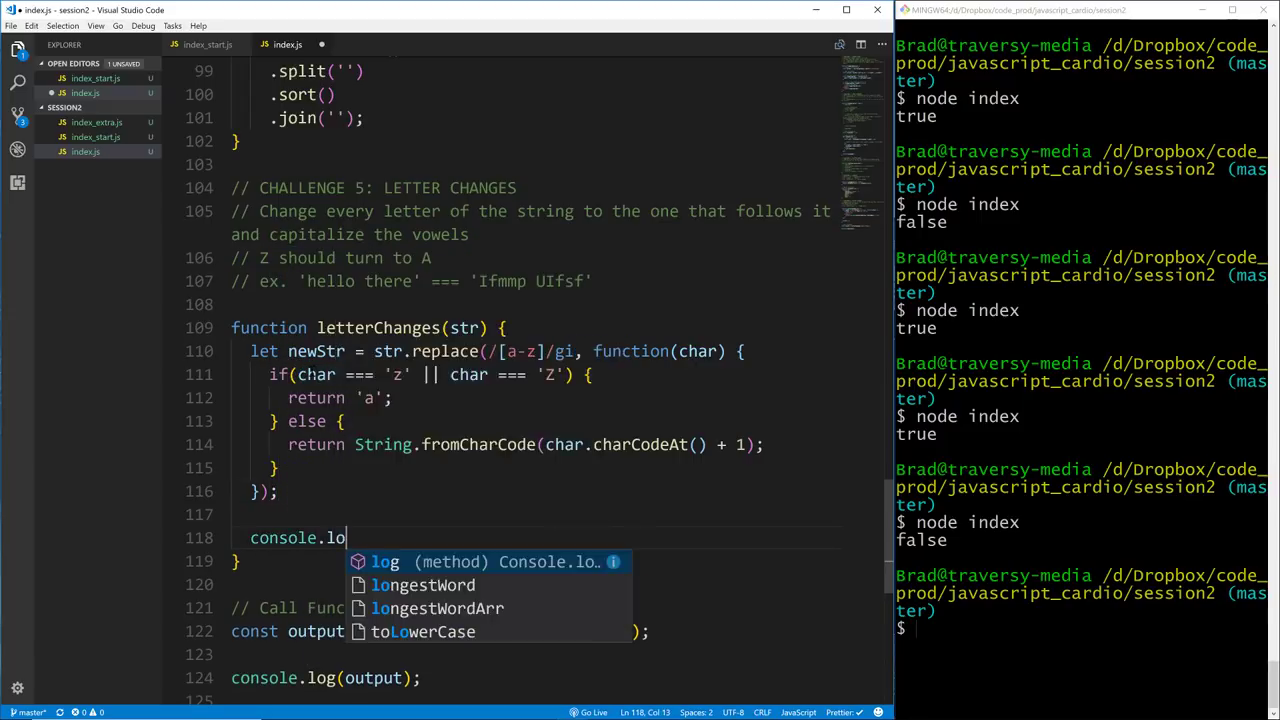 index.js - session2 - Visual Studio Code
File Edit Selection View Go Debug Tasks Help
EXPLORER
OPEN EDITORS 1 UNSAVED
index_start.js U
index.js U
SESSION2
index_extra.js U
index_start.js U
index.js U
1
3
index_start.js index.js
99 .split('')
100 .sort()
101 .join('');
102 }
103
104 // CHALLENGE 5: LETTER CHANGES
105 // Change every letter of the string to the one that follows it
and capitalize the vowels
106 // Z should turn to A
107 // ex. 'hello there' === 'Ifmmp UIfsf'
108
109 function letterChanges(str) {
110 let newStr = str.replace(/[a-z]/gi, function(char) {
111 if(char === 'z' || char === 'Z') {
112 return 'a';
113 } else {
114 return String.fromCharCode(char.charCodeAt() + 1);
115 }
116 });
117
118 console.lo
119 }
log (method) Console.lo..
longestWord
longestWordArr
toLowerCase
120
121 // Call Func
122 const output );
123
124 console.log(output);
125
master* 0 0 Go Live Ln 118, Col 13 Spaces: 2 UTF-8 CRLF JavaScript Prettier: ✓
MINGW64:/d/Dropbox/code_prod/javascript_cardio/session2
Brad@traversy-media /d/Dropbox/code_
prod/javascript_cardio/session2 (mas
ter)
$ node index
true
Brad@traversy-media /d/Dropbox/code_
prod/javascript_cardio/session2 (mas
ter)
$ node index
false
Brad@traversy-media /d/Dropbox/code_
prod/javascript_cardio/session2 (mas
ter)
$ node index
true
Brad@traversy-media /d/Dropbox/code_
prod/javascript_cardio/session2 (mas
ter)
$ node index
true
Brad@traversy-media /d/Dropbox/code_
prod/javascript_cardio/session2 (mas
ter)
$ node index
false
Brad@traversy-media /d/Dropbox/code_
prod/javascript_cardio/session2 (mas
ter)
$